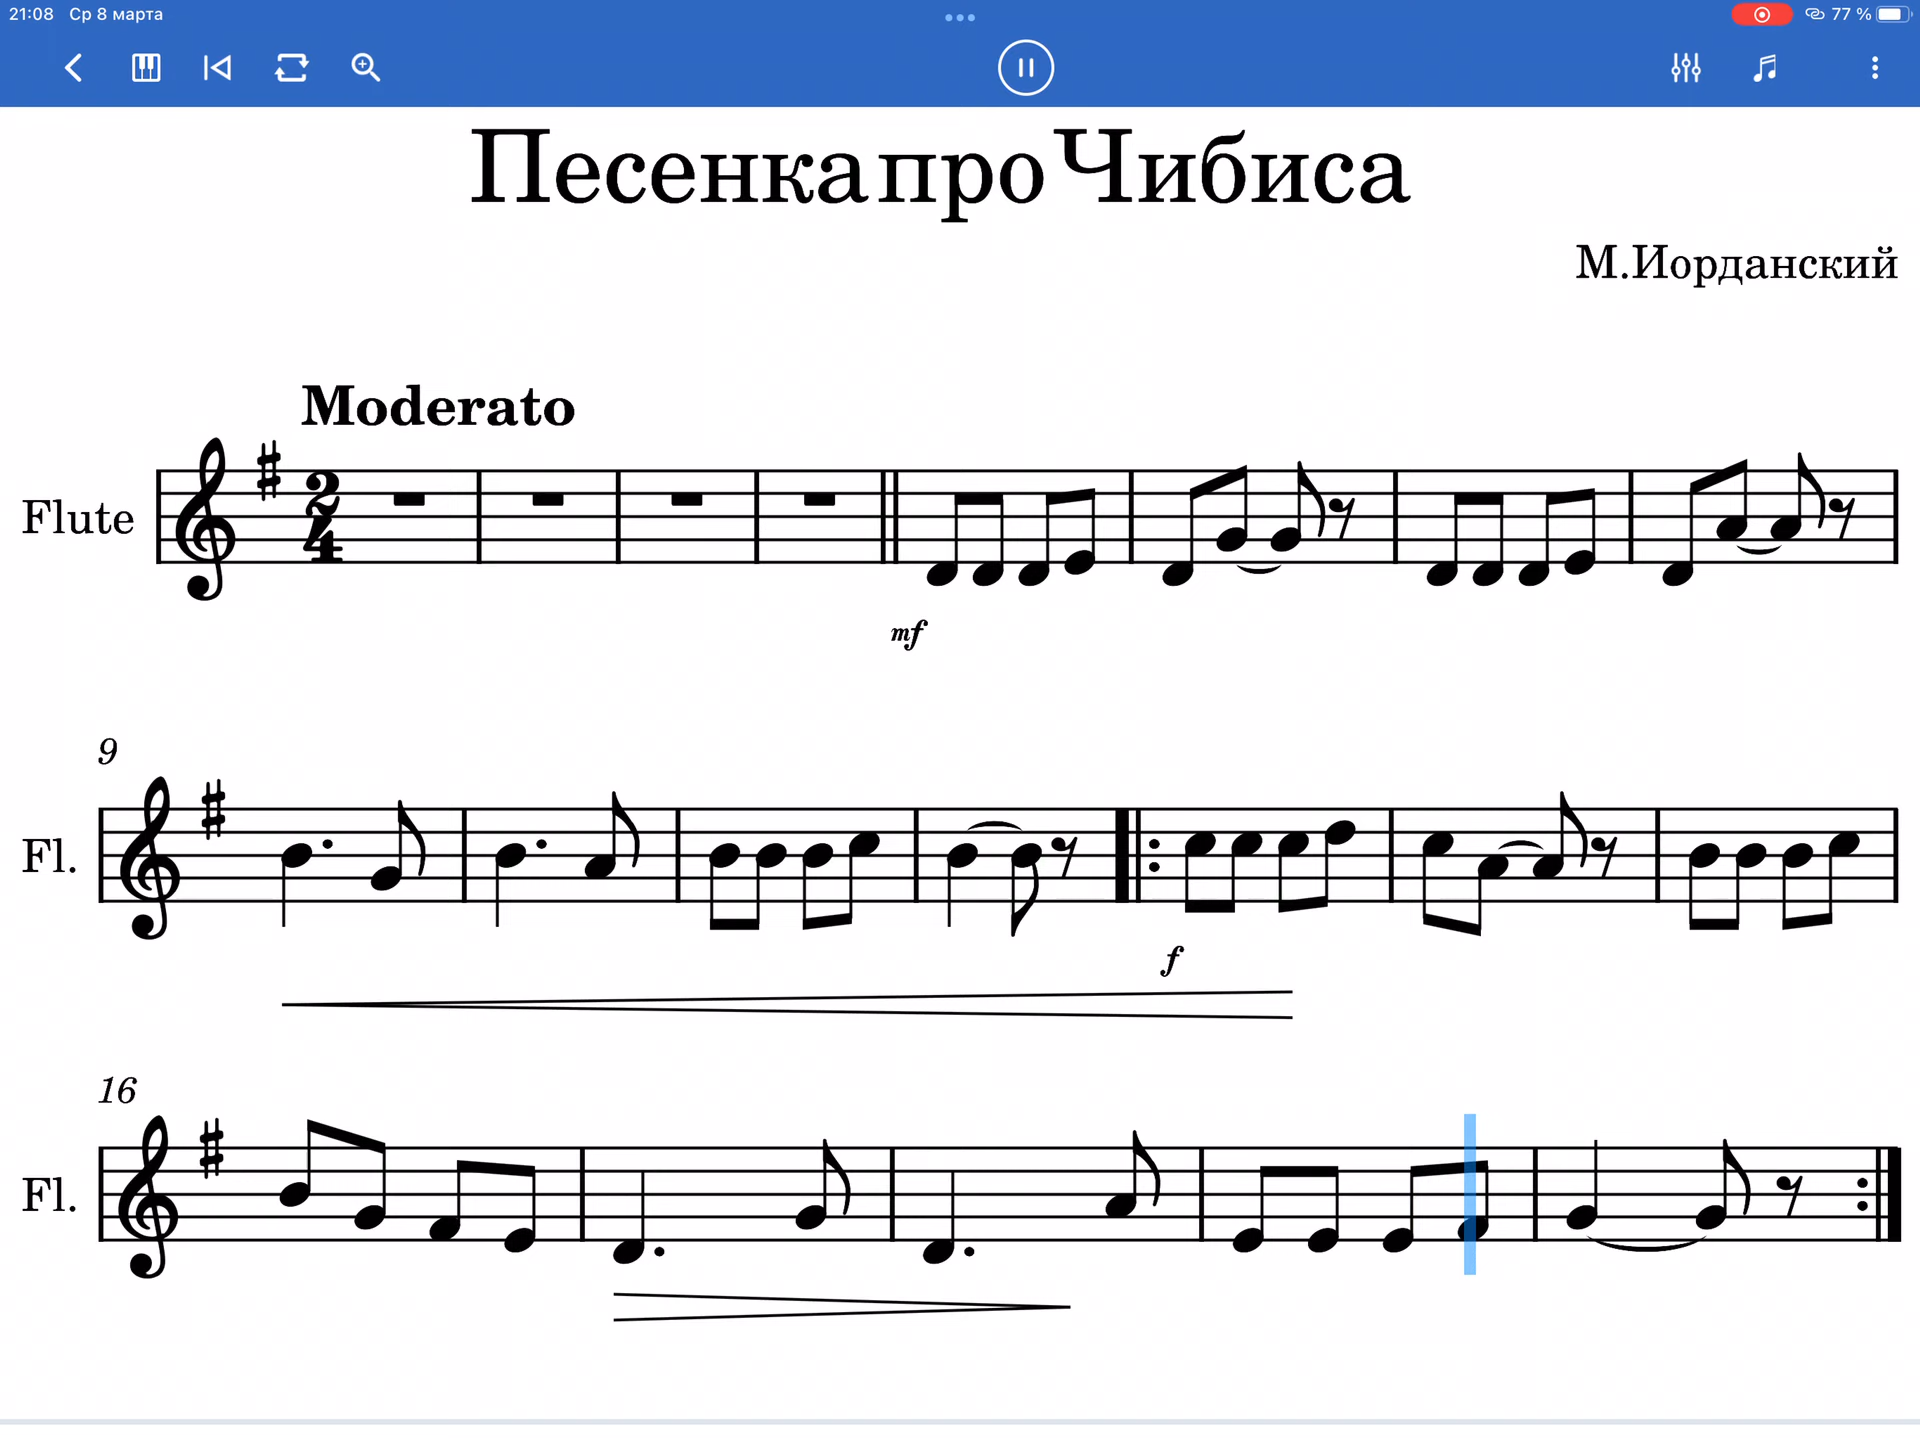 21:08 Ср 8 марта 77 %
Песенка про Чибиса
М.Иорданский
Moderato
Flute
mf
9
Fl.
f
16
Fl.